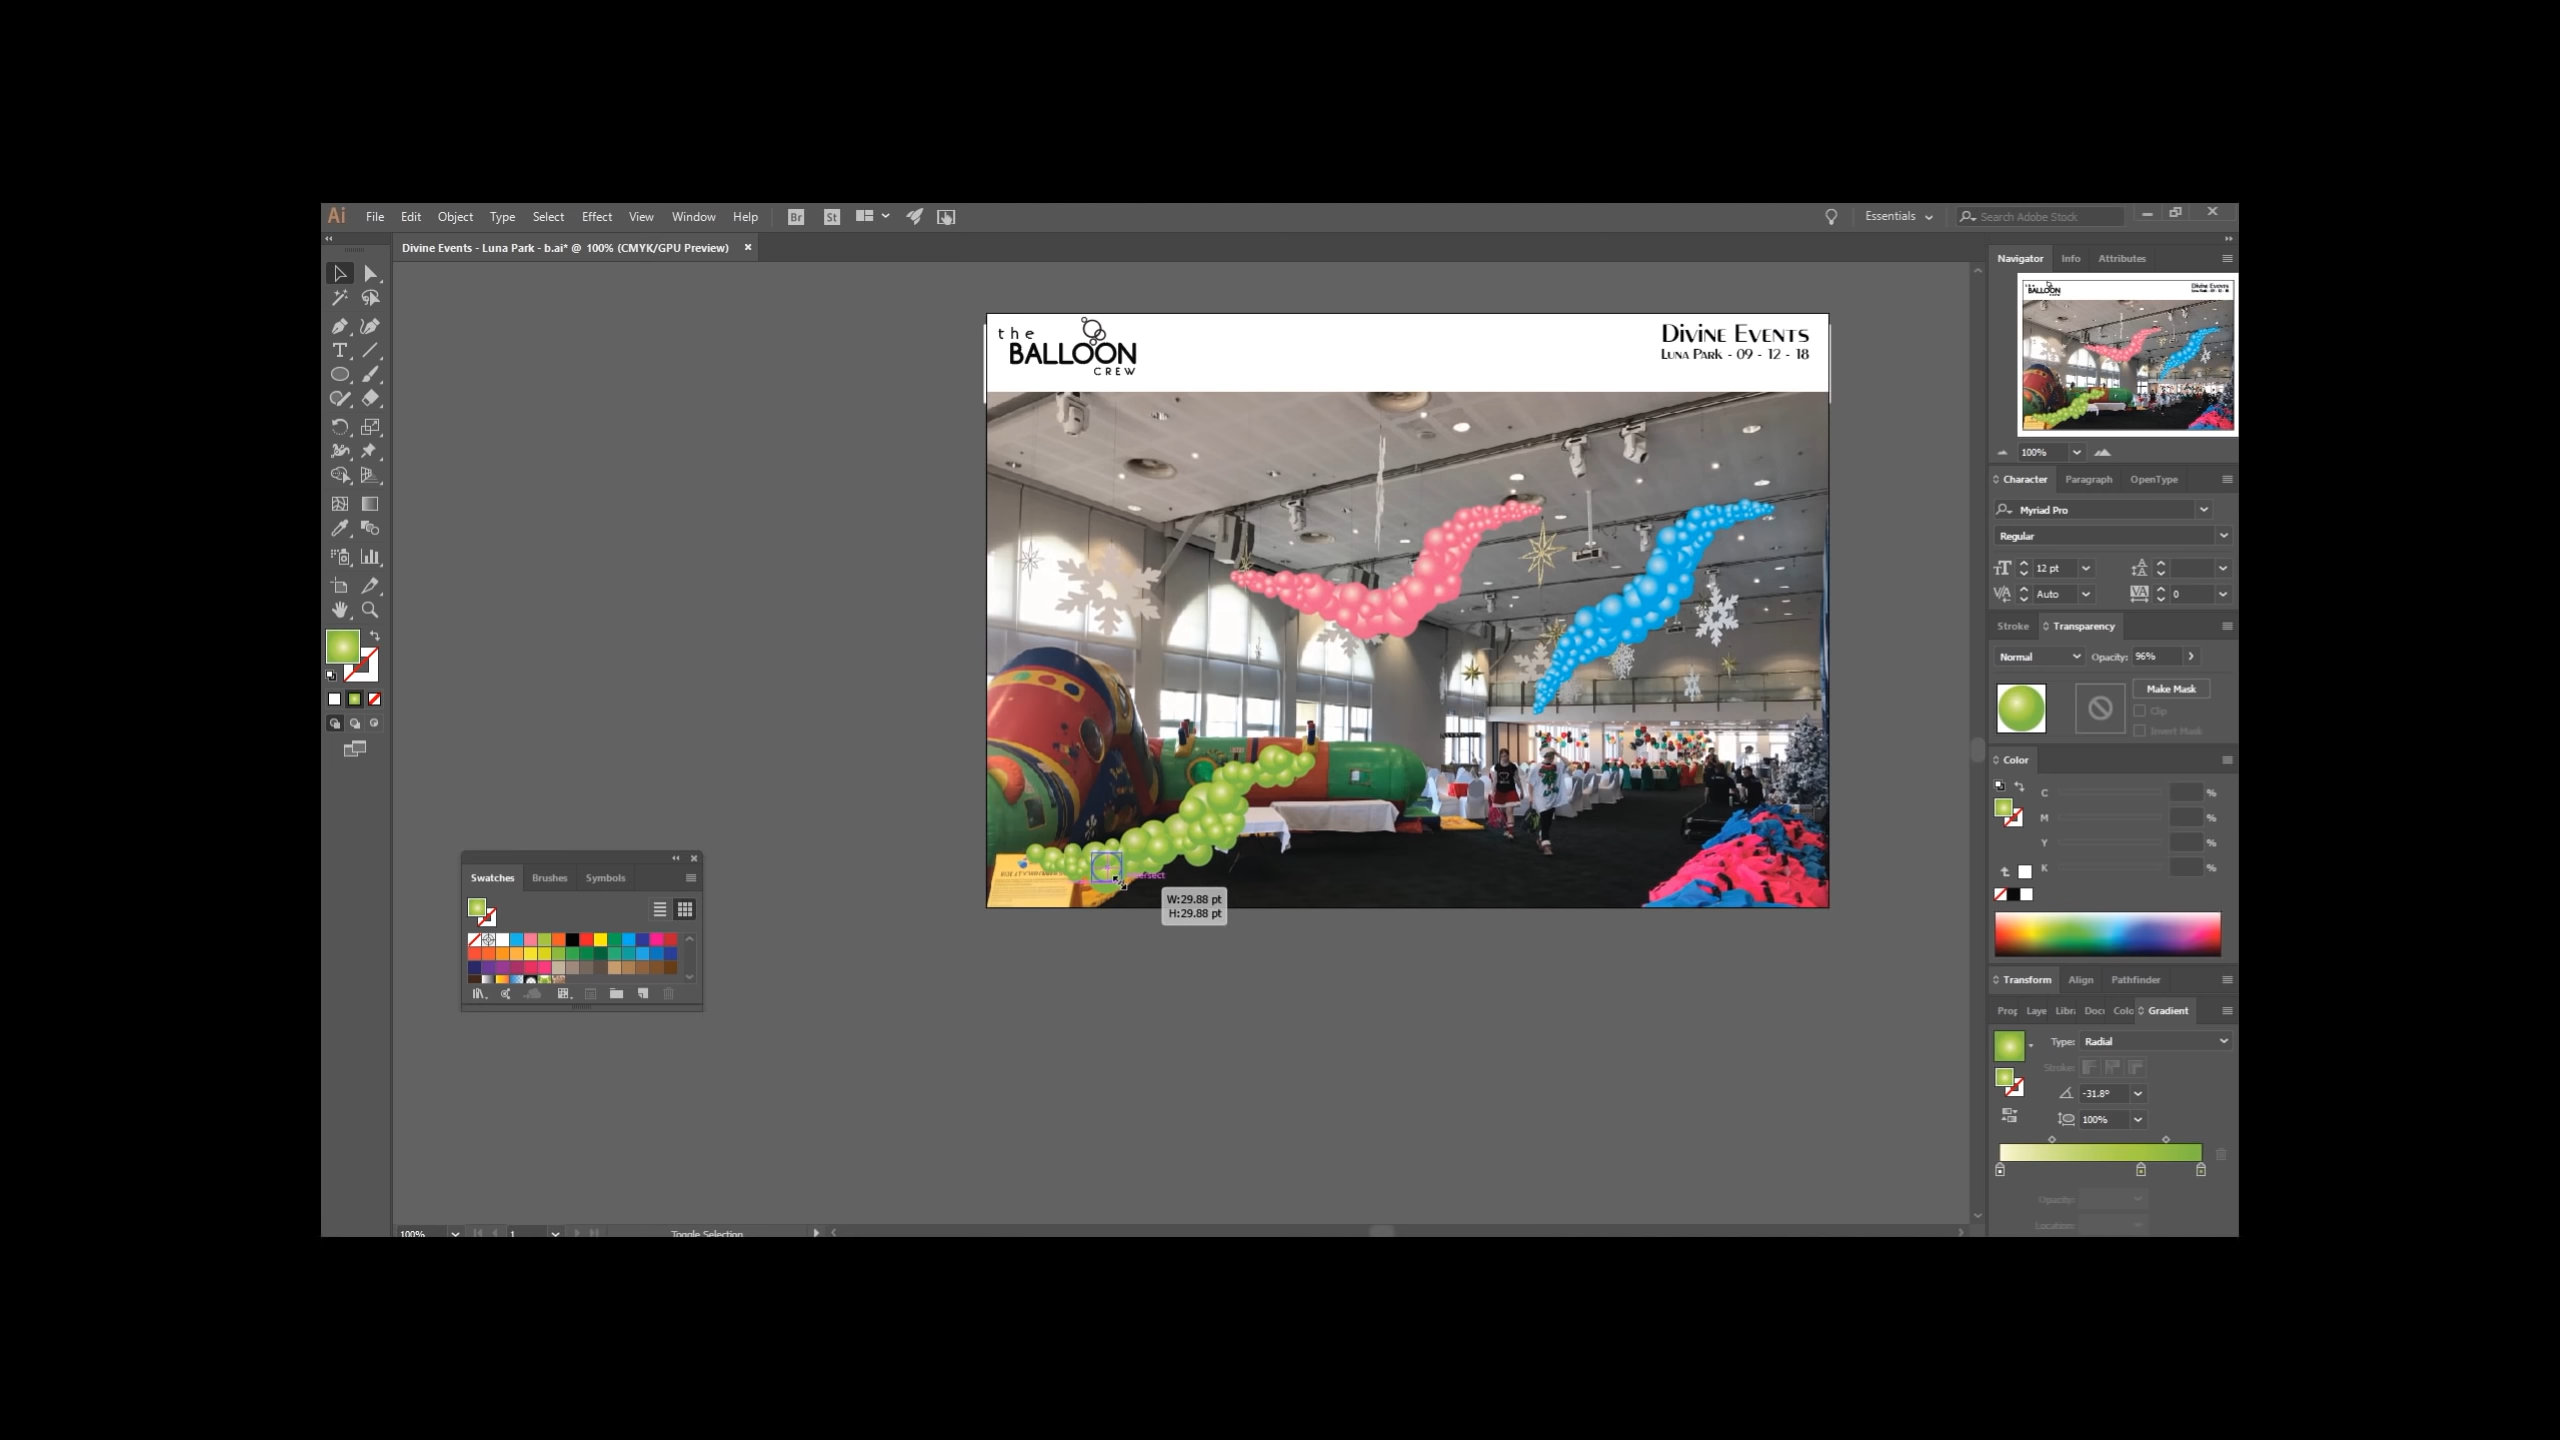 Ai File Edit Object Type Select Effect View Window Help Br St Essentials Search Adobe Stock
Divine Events - Luna Park - b.ai* @ 100% (CMYK/GPU Preview)
Navigator Info Attributes
the
BALLOON
CREW
Divine Events
Luna Park - 09 - 12 - 18
100%
Character Paragraph OpenType
Myriad Pro
Regular
12 pt
Auto 0
Stroke Transparency
Normal Opacity: 96%
Make Mask
Clip
Invert Mask
Color
C %
M %
Y %
K %
W:29.88 pt
H:29.88 pt
Swatches Brushes Symbols
Transform Align Pathfinder
Gradient
Type: Radial
Stroke:
-31.8°
100%
Opacity:
Location:
100% 1 Toggle Selection